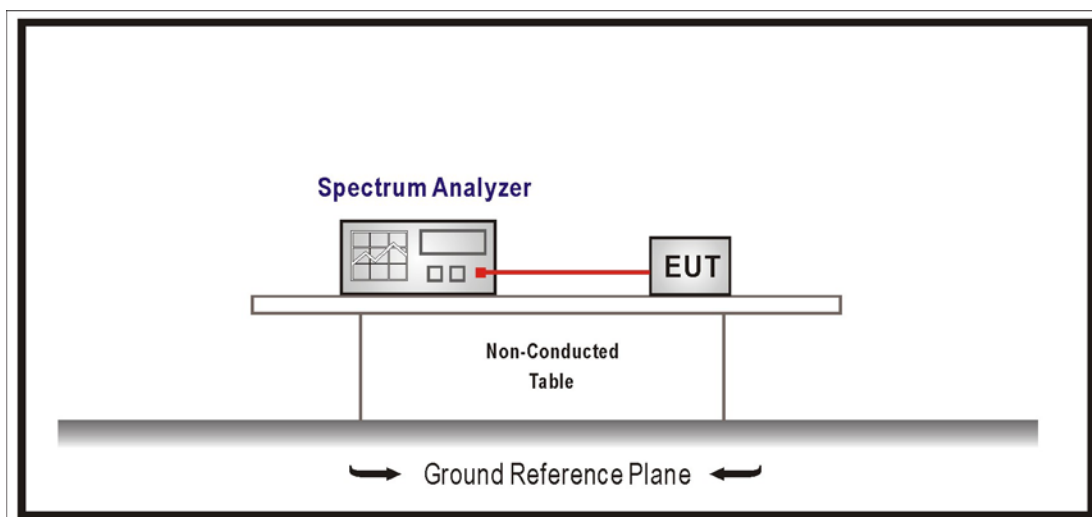 Spectrum Analyzer
EUT
Non-Conducted
Table
Ground Reference Plane